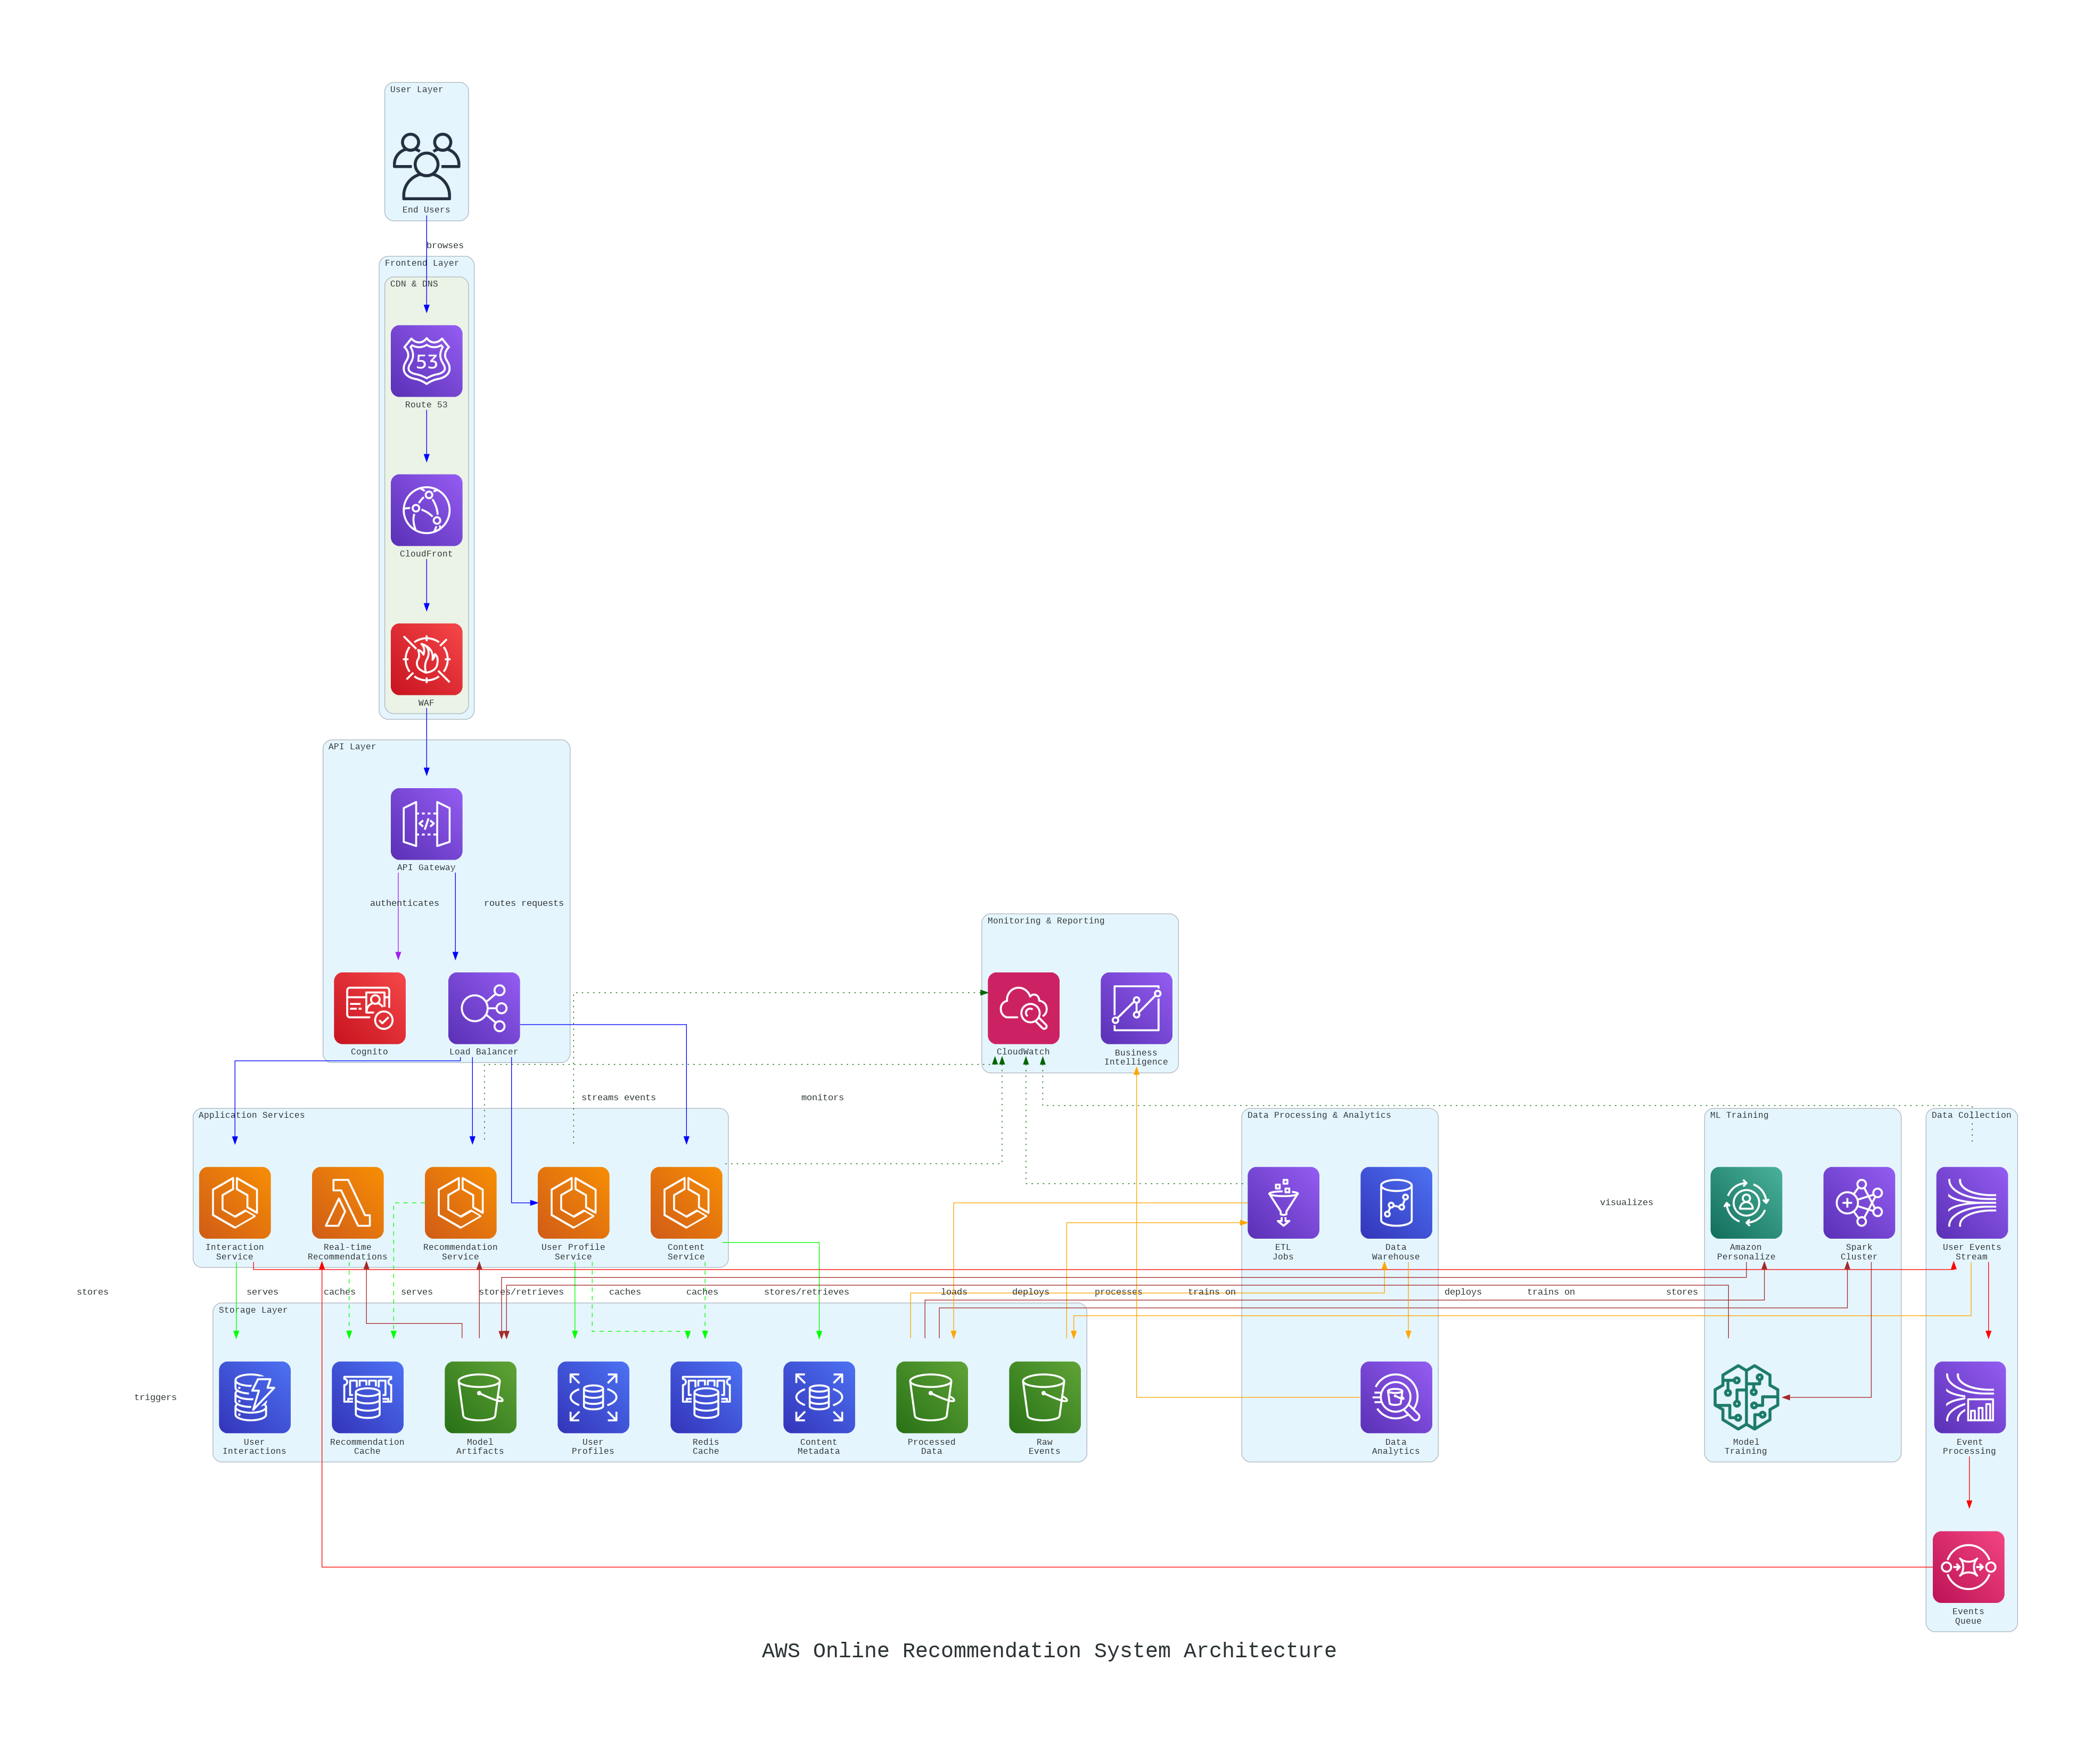 User Layer
End Users
browses
Frontend Layer
CDN & DNS
53
Route 53
CloudFront
WAF
API Layer
</>
API Gateway
authenticates
routes requests
Monitoring & Reporting
Cognito
Load Balancer
CloudWatch
Business
Intelligence
streams events
monitors
Application Services
Data Processing & Analytics
ML Training
Data Collection
visualizes
Interaction
Service
Real-time
Recommendations
Recommendation
Service
User Profile
Service
Content
Service
ETL
Jobs
Data
Warehouse
Amazon
Personalize
Spark
Cluster
User Events
Stream
stores
serves
caches
serves
stores/retrieves
caches
caches
stores/retrieves
loads
deploys
processes
trains on
deploys
trains on
stores
Storage Layer
triggers
User
Interactions
Recommendation
Cache
Model
Artifacts
User
Profiles
Redis
Cache
Content
Metadata
Processed
Data
Raw
Events
Data
Analytics
Model
Training
Event
Processing
Events
Queue
AWS Online Recommendation System Architecture